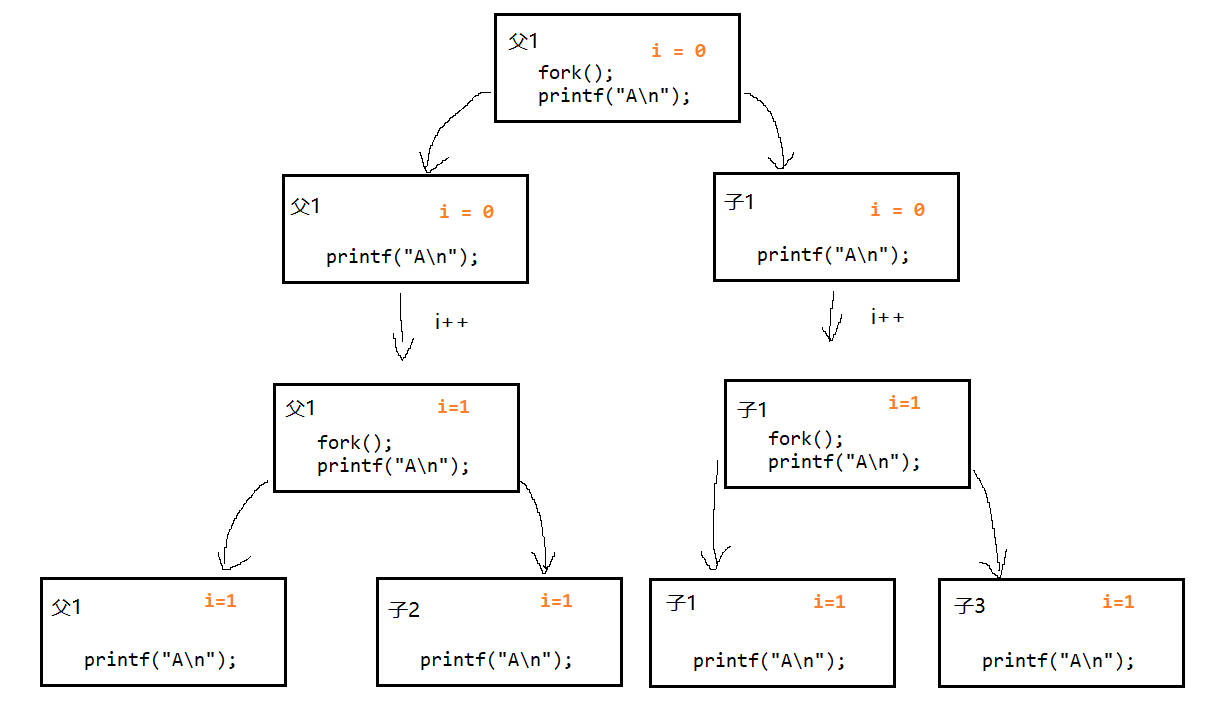 父1
i = 0
fork();
printf("A\n");
父1
i = 0
printf("A\n");
子1
i = 0
printf("A\n");
i++
i++
父1
i=1
fork();
printf("A\n");
子1
i=1
fork();
printf("A\n");
父1
i=1
printf("A\n");
子2
i=1
printf("A\n");
子1
i=1
printf("A\n");
子3
i=1
printf("A\n");